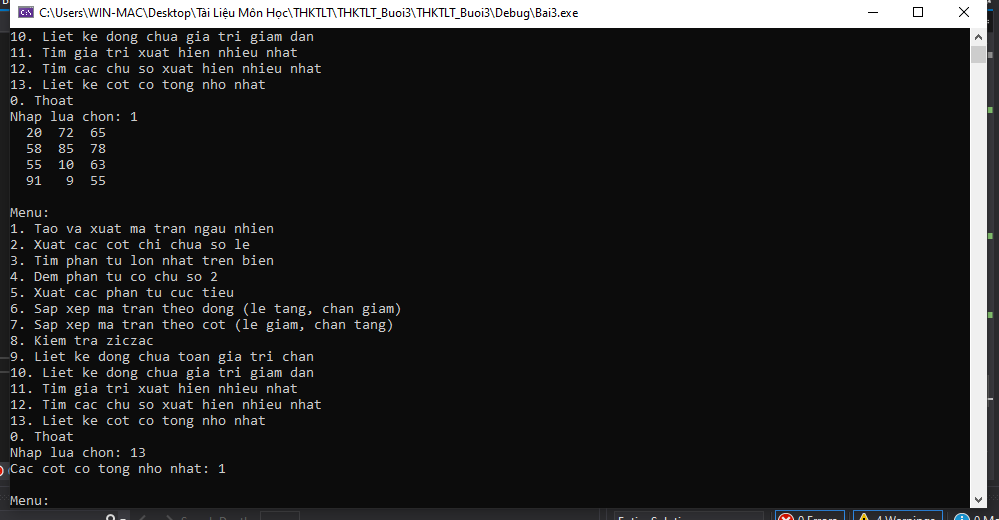 C:\Users\WIN-MAC\Desktop\Tài Liệu Môn Học\THKTLT\THKTLT_Buoi3\THKTLT_Buoi3\Debug\Bai3.exe
10. Liet ke dong chua gia tri giam dan
11. Tim gia tri xuat hien nhieu nhat
12. Tim cac chu so xuat hien nhieu nhat
13. Liet ke cot co tong nho nhat
0. Thoat
Nhap lua chon: 1
20 72 65
58 85 78
55 10 63
91 9 55
Menu:
1. Tao va xuat ma tran ngau nhien
2. Xuat cac cot chi chua so le
3. Tim phan tu lon nhat tren bien
4. Dem phan tu co chu so 2
5. Xuat cac phan tu cuc tieu
6. Sap xep ma tran theo dong (le tang, chan giam)
7. Sap xep ma tran theo cot (le giam, chan tang)
8. Kiem tra ziczac
9. Liet ke dong chua toan gia tri chan
10. Liet ke dong chua gia tri giam dan
11. Tim gia tri xuat hien nhieu nhat
12. Tim cac chu so xuat hien nhieu nhat
13. Liet ke cot co tong nho nhat
0. Thoat
Nhap lua chon: 13
Cac cot co tong nho nhat: 1
Menu: